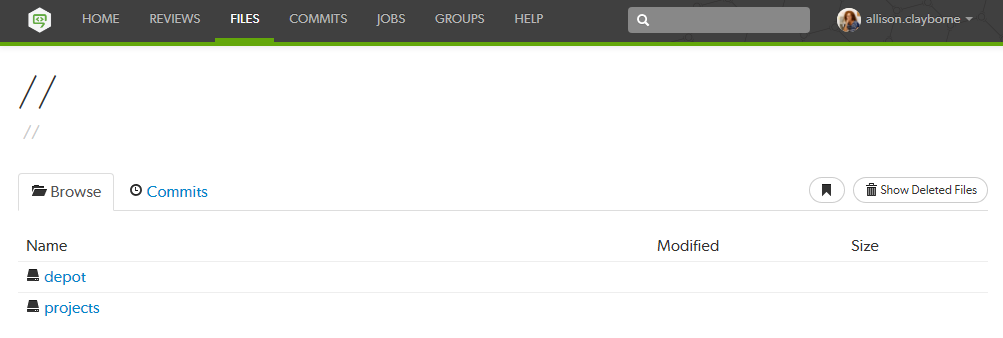 HOME REVIEWS FILES COMMITS JOBS GROUPS HELP allison.clayborne
//
//
Browse Commits Show Deleted Files
Name Modified Size
depot
projects